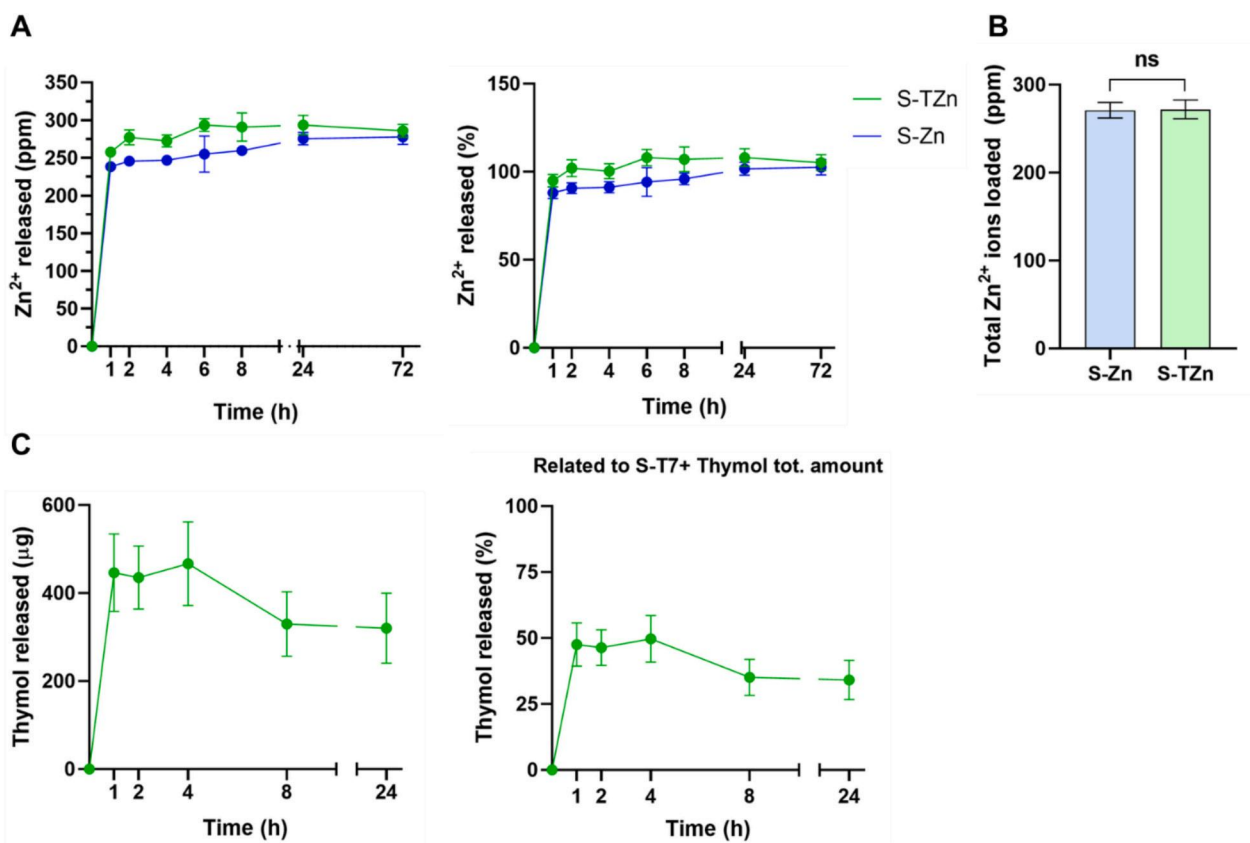 A
B
Zn²⁺ released (ppm)
350
300
250
200
150
100
50
0
1 2 4 6 8 24 72
Time (h)
Zn²⁺ released (%)
150
100
50
0
1 2 4 6 8 24 72
Time (h)
S-TZn
S-Zn
ns
Total Zn²⁺ ions loaded (ppm)
300
200
100
0
S-Zn S-TZn
C
Thymol released (μg)
600
400
200
0
1 2 4 8 24
Time (h)
Related to S-T7+ Thymol tot. amount
Thymol released (%)
100
75
50
25
0
1 2 4 8 24
Time (h)